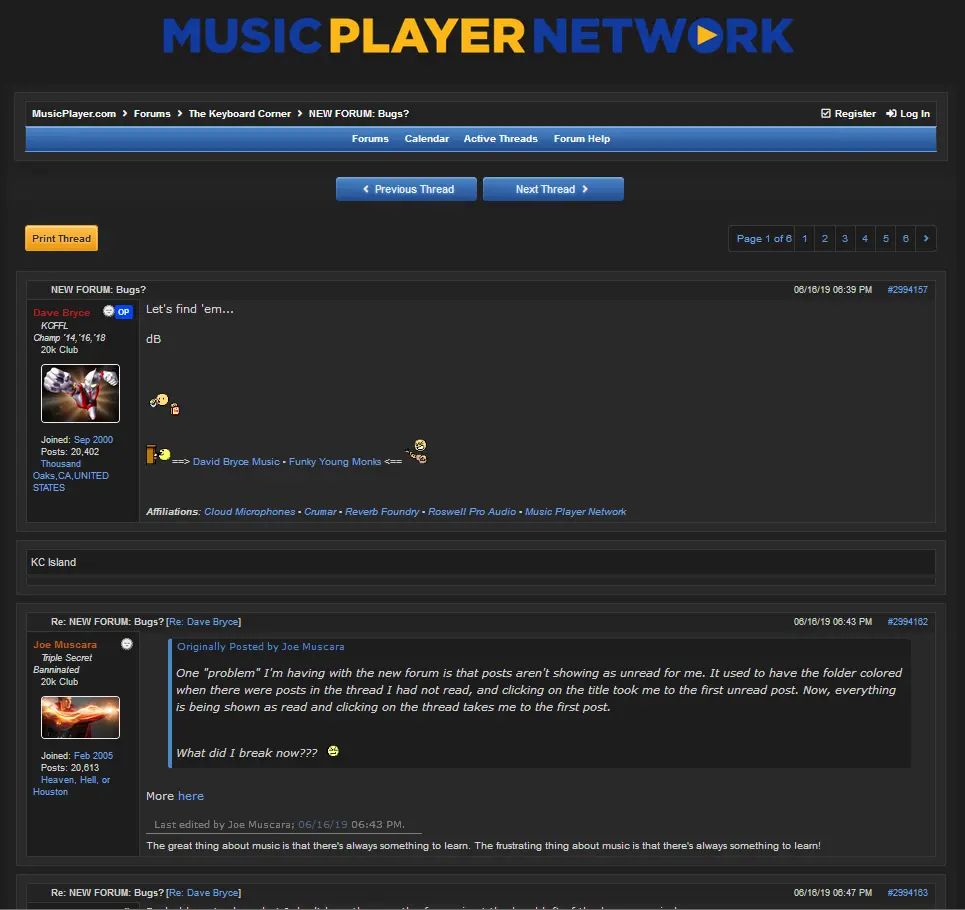 MUSICPLAYERNETWORK
MusicPlayer.com > Forums > The Keyboard Corner > NEW FORUM: Bugs?
Register Log In
Forums Calendar Active Threads Forum Help
Previous Thread Next Thread
Print Thread
Page 1 of 6 1 2 3 4 5 6 >
NEW FORUM: Bugs? 06/16/19 06:39 PM #2994157
Dave Bryce OP
KCFFL
Champ '14,'16,'18
20k Club
Joined: Sep 2000
Posts: 20,402
Thousand
Oaks,CA,UNITED
STATES
Let's find 'em...
dB
==> David Bryce Music • Funky Young Monks <==
Affiliations: Cloud Microphones • Crumar • Reverb Foundry • Roswell Pro Audio • Music Player Network
KC Island
Re: NEW FORUM: Bugs? [Re: Dave Bryce] 06/16/19 06:43 PM #2994162
Joe Muscara
Triple Secret
Banninated
20k Club
Joined: Feb 2005
Posts: 20,613
Heaven, Hell, or
Houston
Originally Posted by Joe Muscara
One "problem" I'm having with the new forum is that posts aren't showing as unread for me. It used to have the folder colored
when there were posts in the thread I had not read, and clicking on the title took me to the first unread post. Now, everything
is being shown as read and clicking on the thread takes me to the first post.
What did I break now???
More here
Last edited by Joe Muscara; 06/16/19 06:43 PM.
The great thing about music is that there's always something to learn. The frustrating thing about music is that there's always something to learn!
Re: NEW FORUM: Bugs? [Re: Dave Bryce] 06/16/19 06:47 PM #2994163